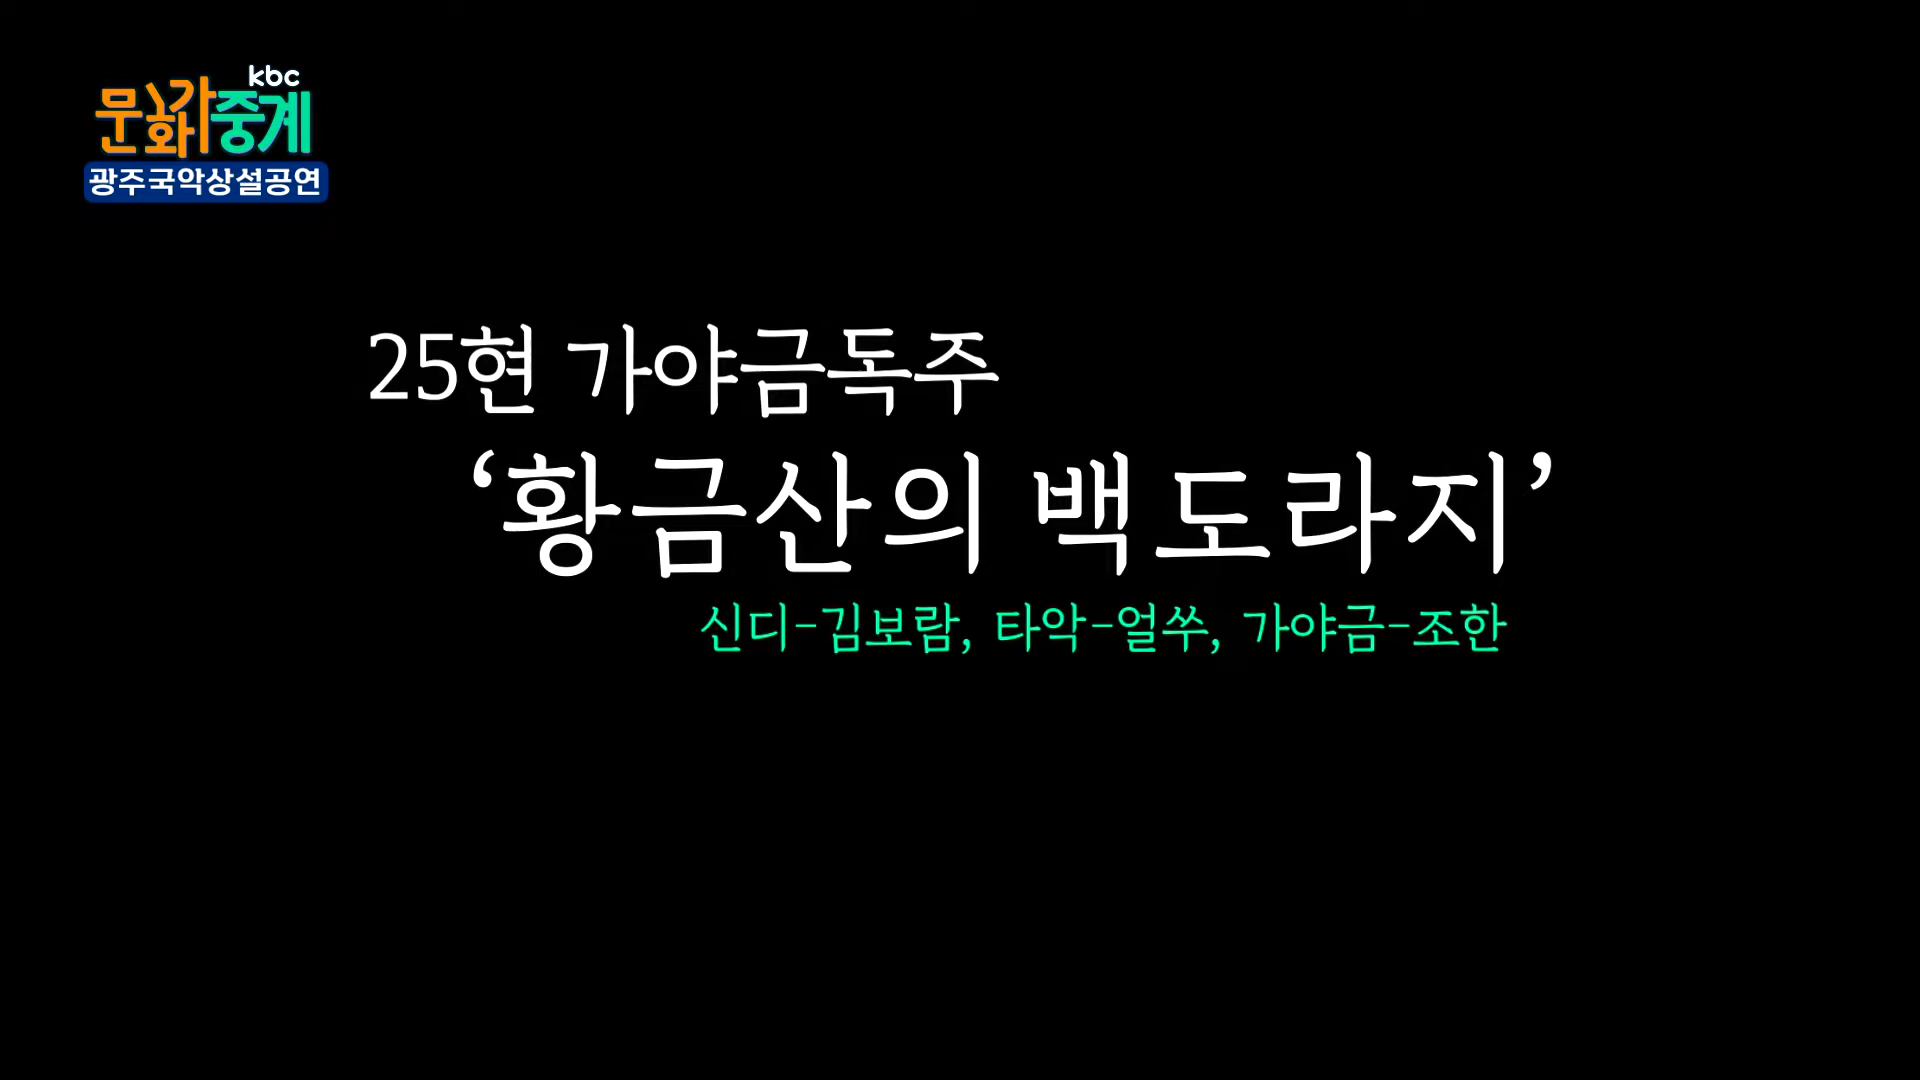 kbc
문화가중계
광주국악상설공연
25현 가야금독주
‘황금산의 백도라지’
신디-김보람, 타악-얼쑤, 가야금-조한